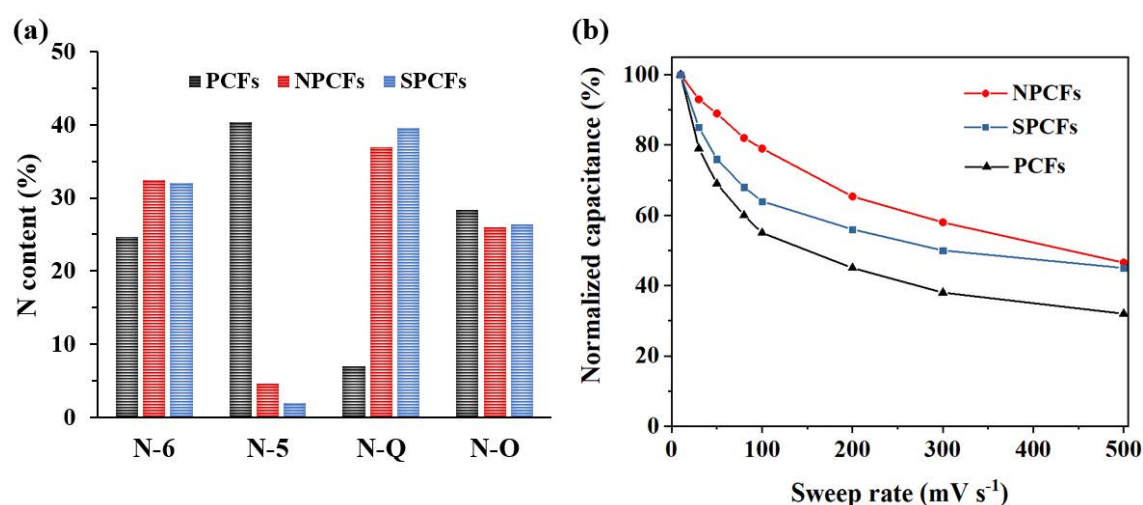 (a)
N content (%)
50
40
30
20
10
0
PCFs NPCFs SPCFs
N-6 N-5 N-Q N-O
(b)
Normalized capacitance (%)
100
80
60
40
20
0
NPCFs
SPCFs
PCFs
0 100 200 300 400 500
Sweep rate (mV s⁻¹)